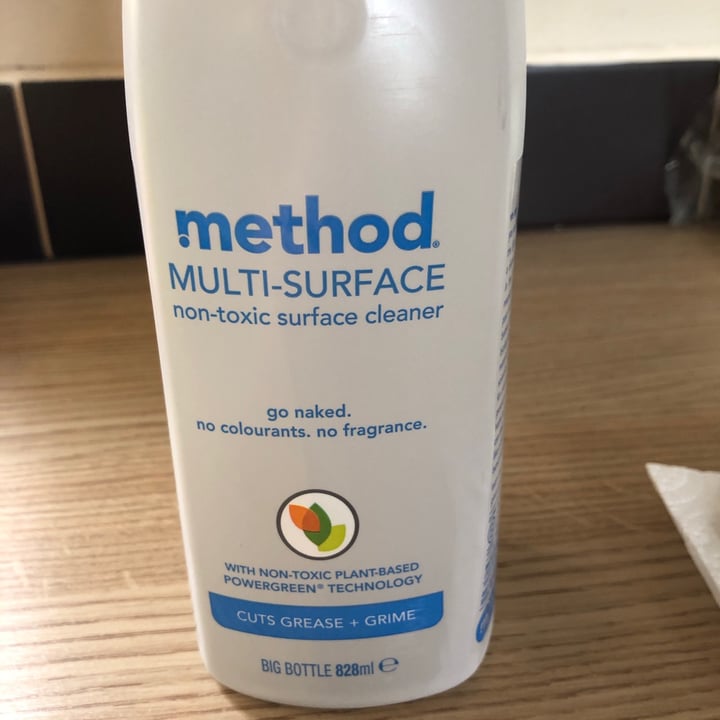 method®
MULTI-SURFACE
non-toxic surface cleaner
go naked.
no colourants. no fragrance.
WITH NON-TOXIC PLANT-BASED
POWERGREEN® TECHNOLOGY
CUTS GREASE + GRIME
BIG BOTTLE 828ml ℮